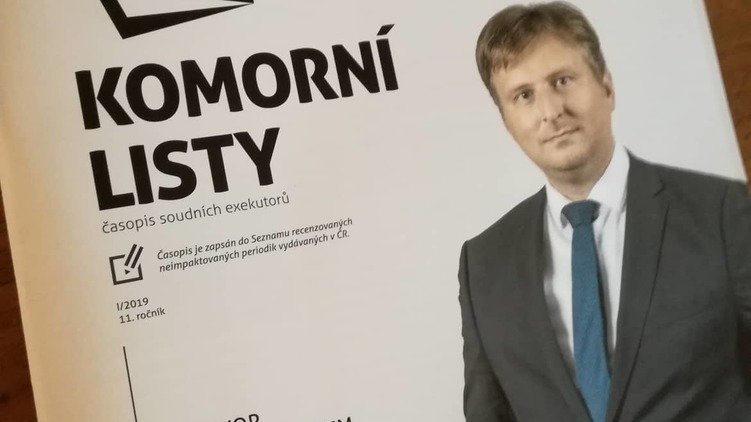 KOMORNÍ
LISTY
časopis soudních exekutorů
Časopis je zapsán do Seznamu recenzovaných
neimpaktovaných periodik vydávaných v ČR.
I/2019
11. ročník